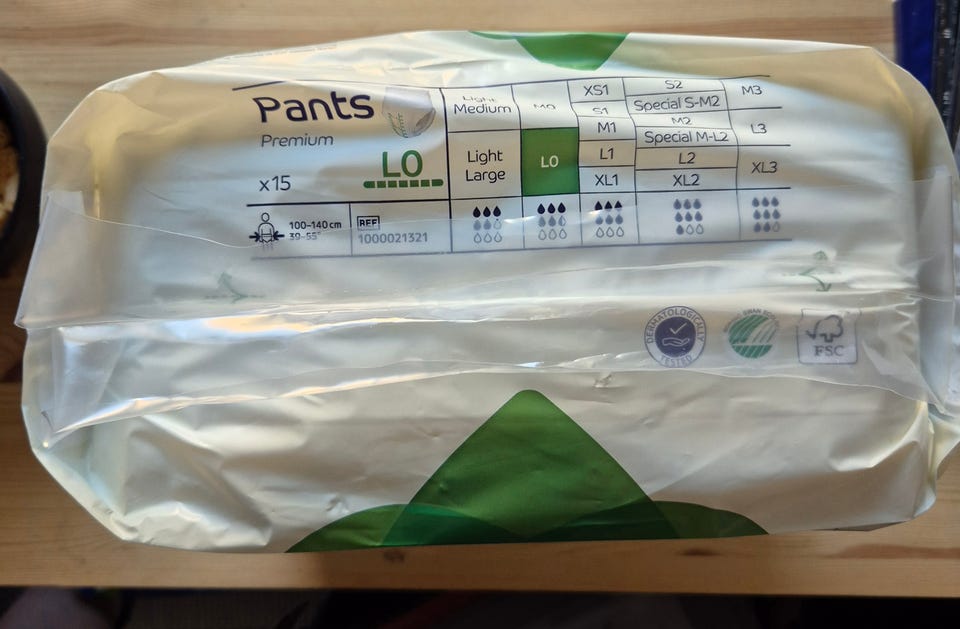 Pants
Premium
L0
x15
100-140 cm
39-55"
REF
1000021321
Light
Medium
Light
Large
M0
L0
XS1
S1
M1
L1
XL1
S2
Special S-M2
M2
Special M-L2
L2
XL2
M3
L3
XL3
DERMATOLOGICALLY
TESTED
FSC